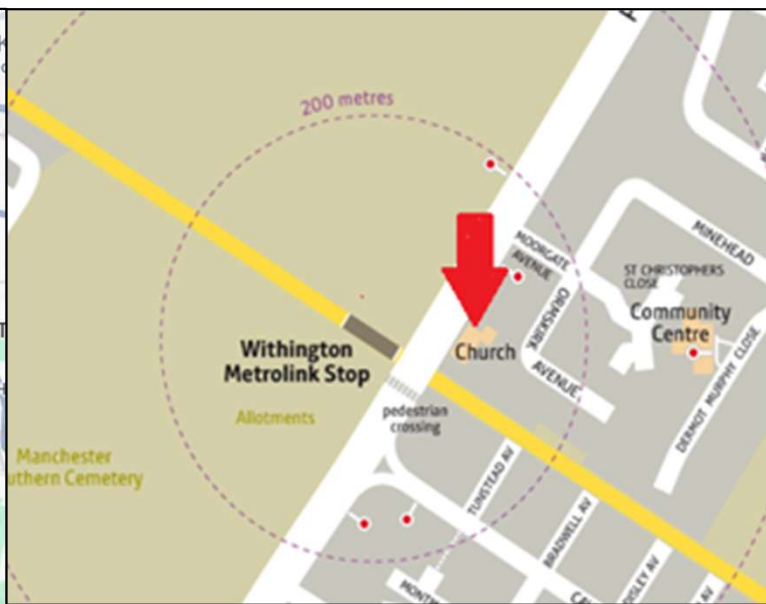 200 metres
MOORGATE
AVENUE
MINEHEAD
ST CHRISTOPHERS
CLOSE
ORMSKIRK
AVENUE
Community
Centre
Church
Withington
Metrolink Stop
DERMOT MURPHY CLOSE
pedestrian
crossing
Allotments
Manchester
uthern Cemetery
TUNSTEAD AV
BRADWELL AV